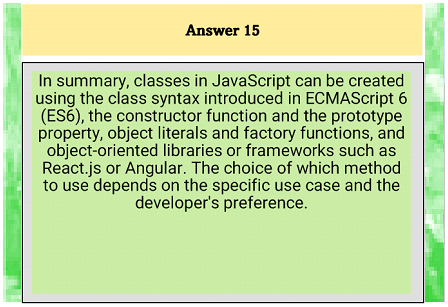 Answer 15
In summary, classes in JavaScript can be created
using the class syntax introduced in ECMAScript 6
(ES6), the constructor function and the prototype
property, object literals and factory functions, and
object-oriented libraries or frameworks such as
React.js or Angular. The choice of which method
to use depends on the specific use case and the
developer's preference.